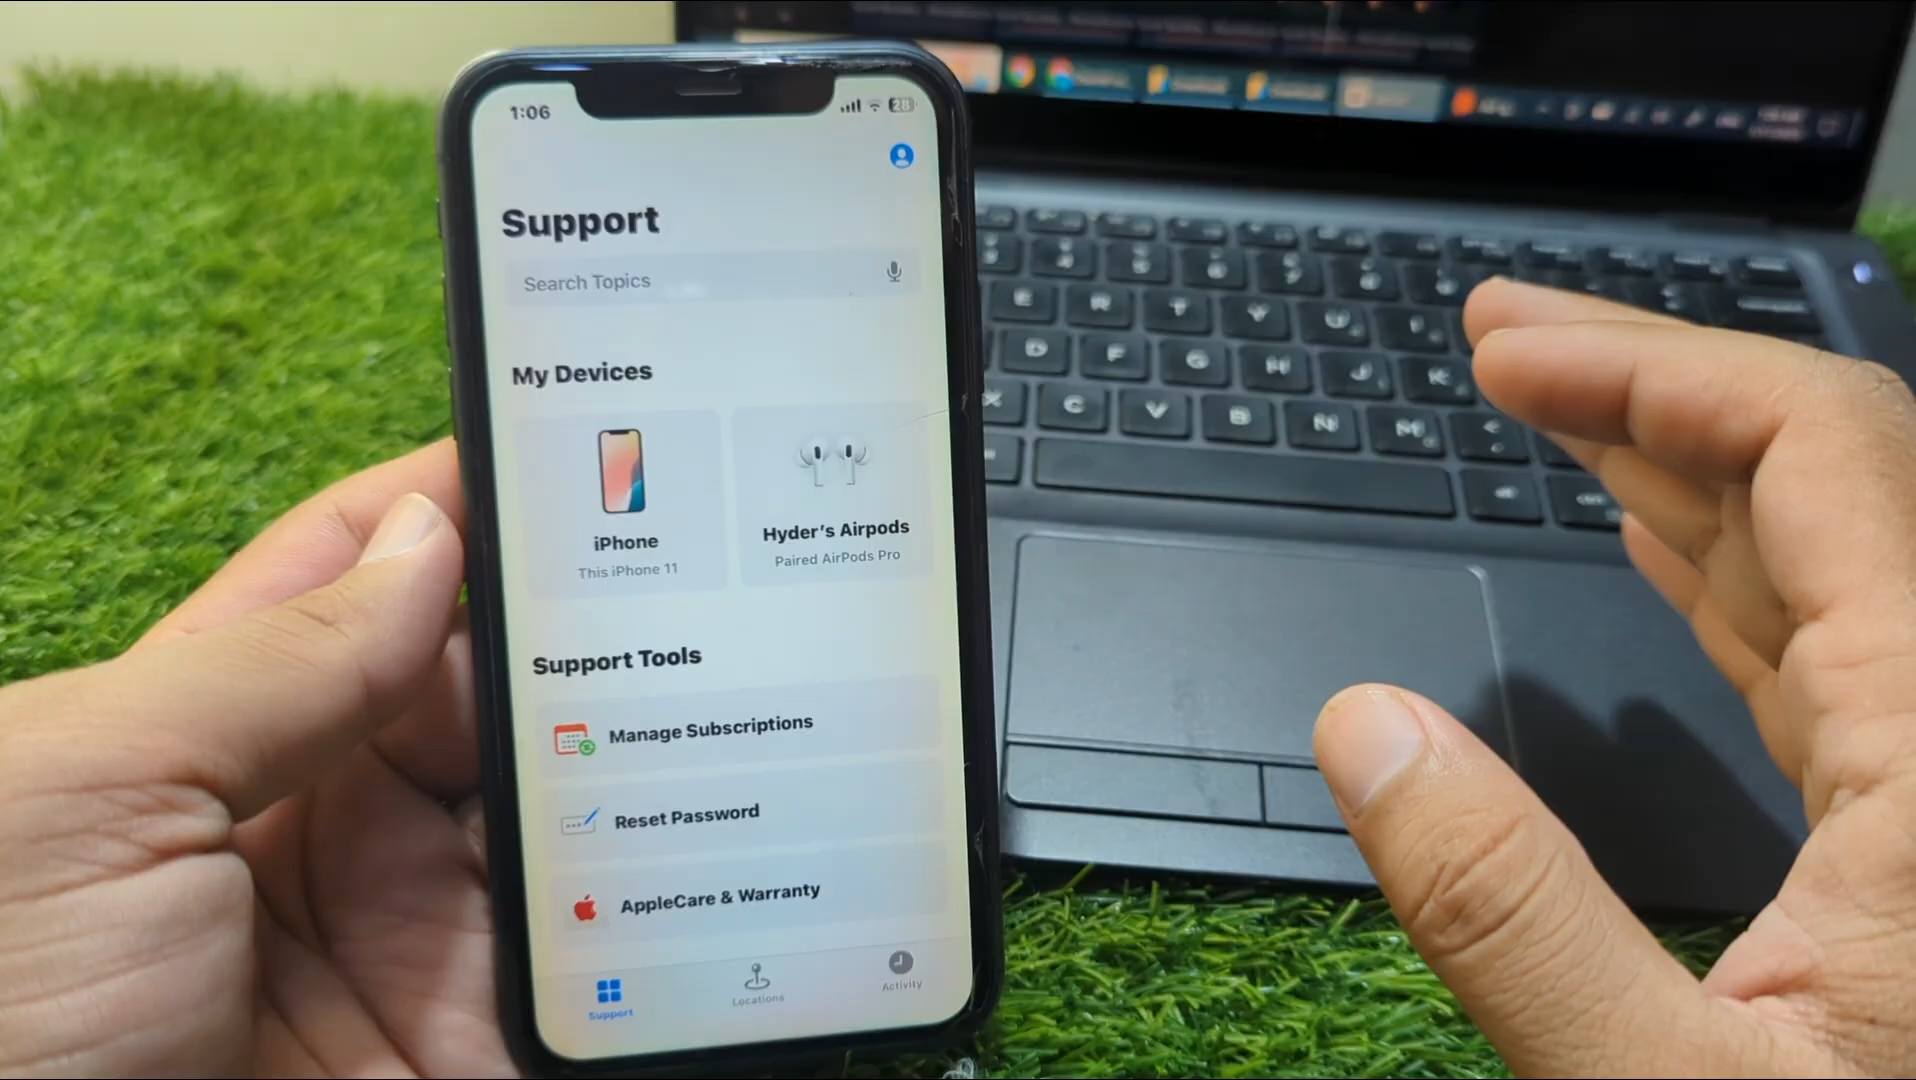 1:06
28
Support
Search Topics
My Devices
iPhone
This iPhone 11
Hyder's Airpods
Paired AirPods Pro
Support Tools
Manage Subscriptions
Reset Password
AppleCare & Warranty
Support
Locations
Activity
E R T Y
D F G H J K
X C V B N M